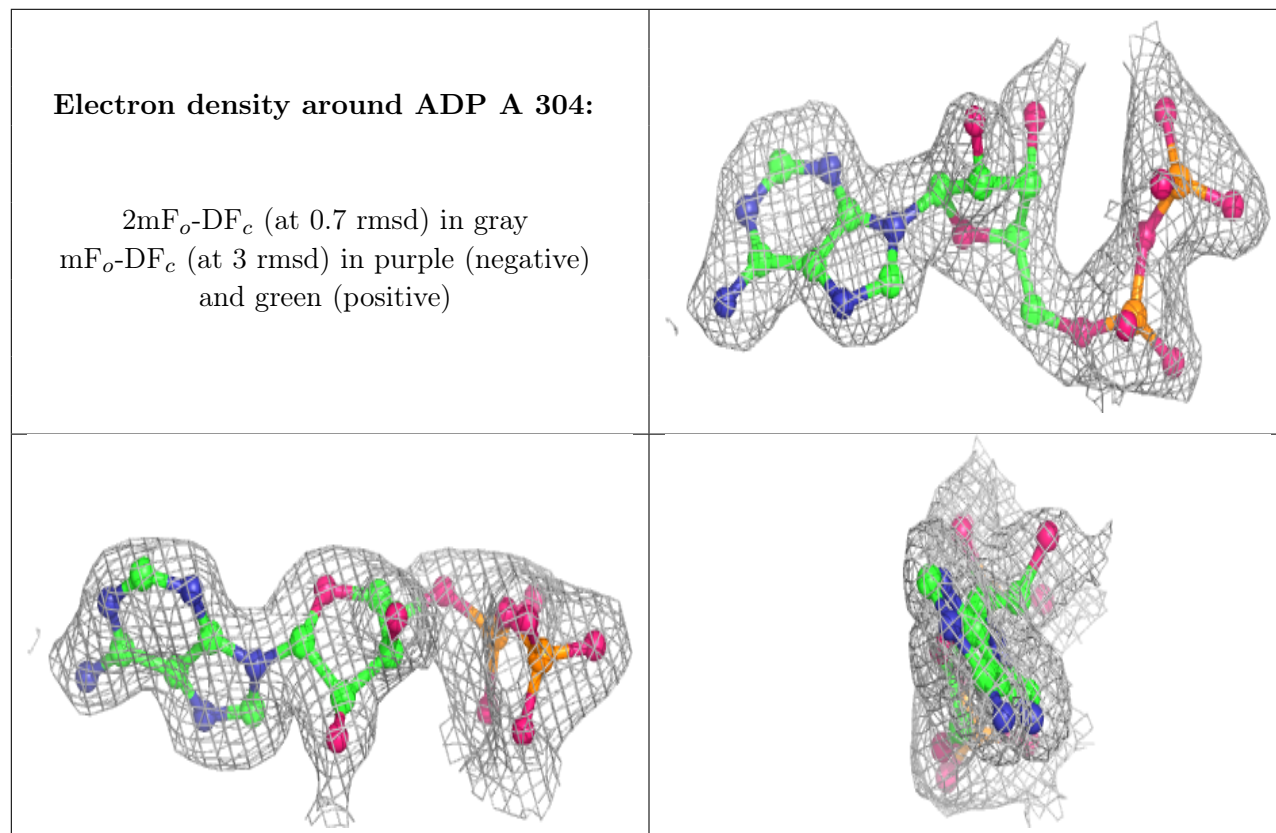 Electron density around ADP A 304:
2mFo-DFc (at 0.7 rmsd) in gray
mFo-DFc (at 3 rmsd) in purple (negative)
and green (positive)